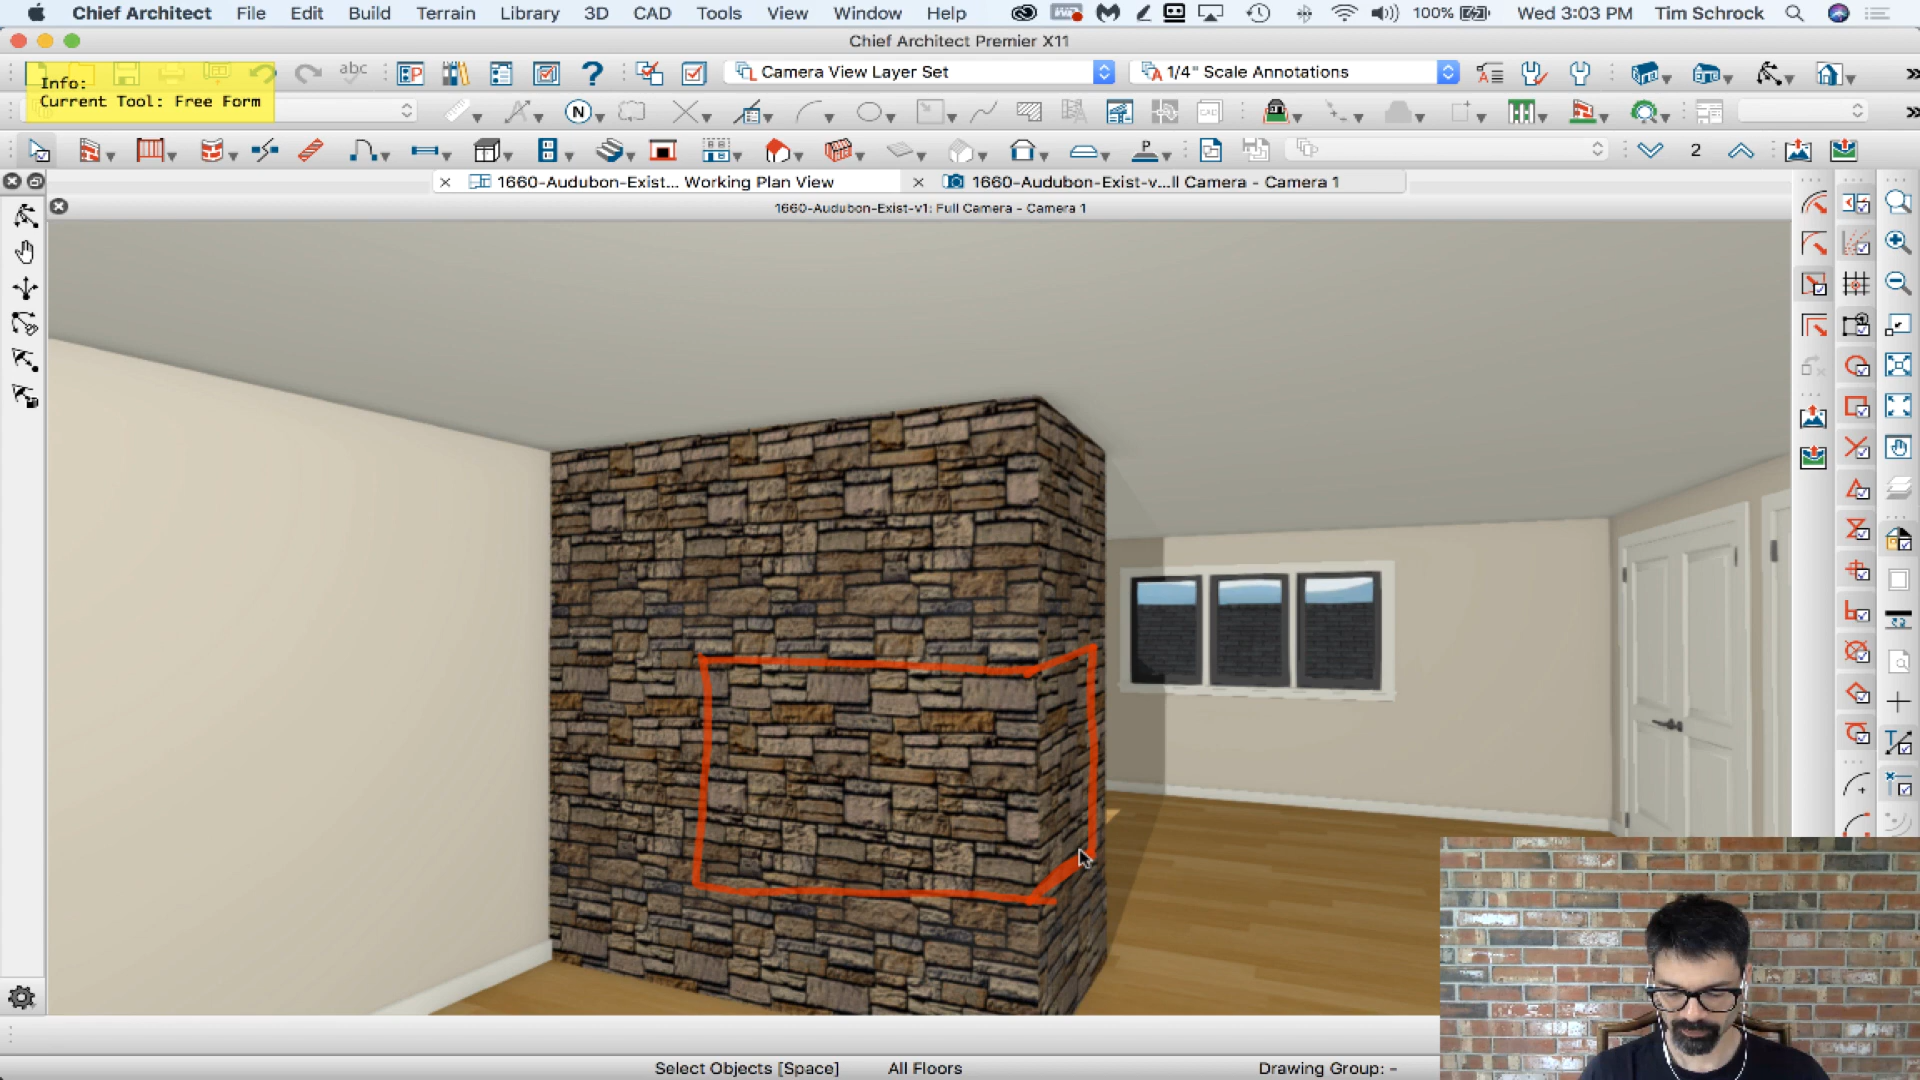 Chief Architect File Edit Build Terrain Library 3D CAD Tools View Window Help 100% Wed 3:03 PM Tim Schrock
Chief Architect Premier X11
Info:
Current Tool: Free Form
abc
Camera View Layer Set
1/4" Scale Annotations
N
P
2
1660-Audubon-Exist... Working Plan View
1660-Audubon-Exist-v...ll Camera - Camera 1
1660-Audubon-Exist-v1: Full Camera - Camera 1
Select Objects [Space]
All Floors
Drawing Group: -